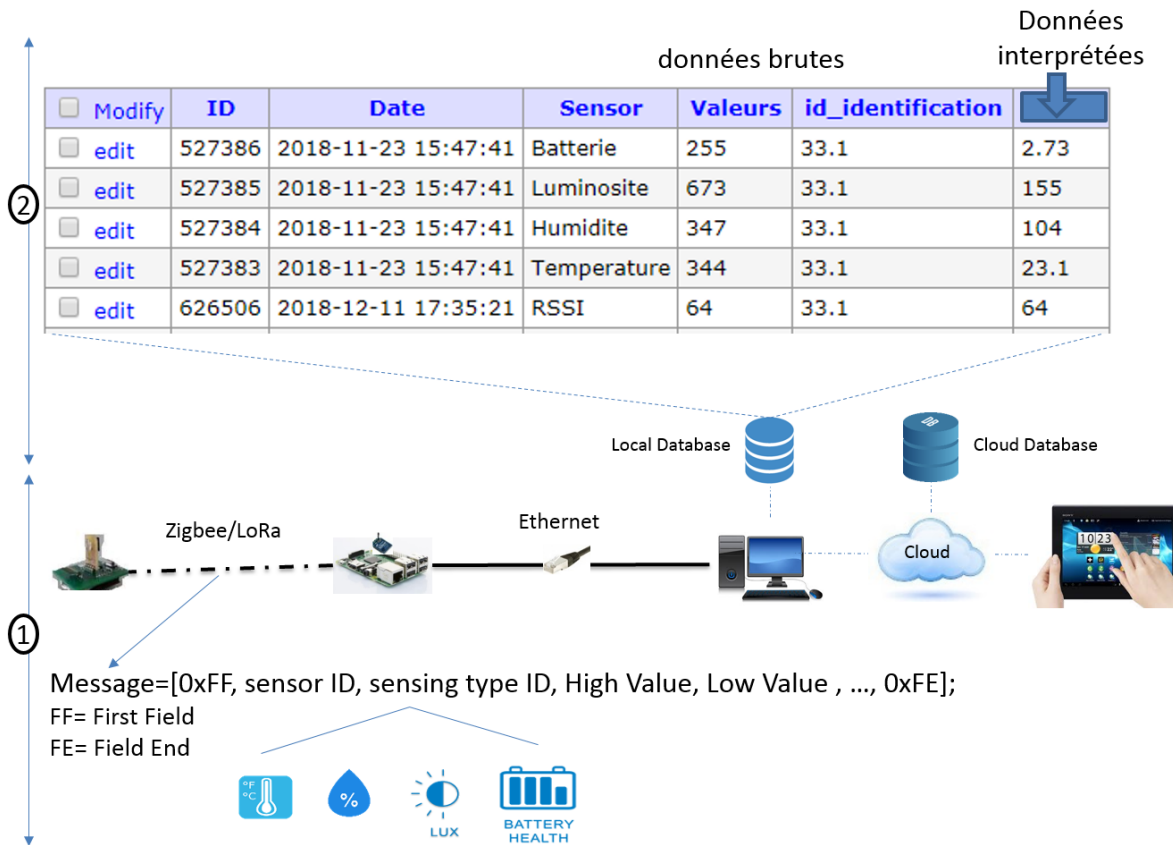 Données
interprétées
données brutes
Modify ID Date Sensor Valeurs id_identification
edit 527386 2018-11-23 15:47:41 Batterie 255 33.1 2.73
edit 527385 2018-11-23 15:47:41 Luminosite 673 33.1 155
edit 527384 2018-11-23 15:47:41 Humidite 347 33.1 104
edit 527383 2018-11-23 15:47:41 Temperature 344 33.1 23.1
edit 626506 2018-12-11 17:35:21 RSSI 64 33.1 64
2
Local Database
Cloud Database
Zigbee/LoRa
Ethernet
Cloud
10 23
1
Message=[0xFF, sensor ID, sensing type ID, High Value, Low Value , ..., 0xFE];
FF= First Field
FE= Field End
°F
°C
%
LUX
BATTERY
HEALTH